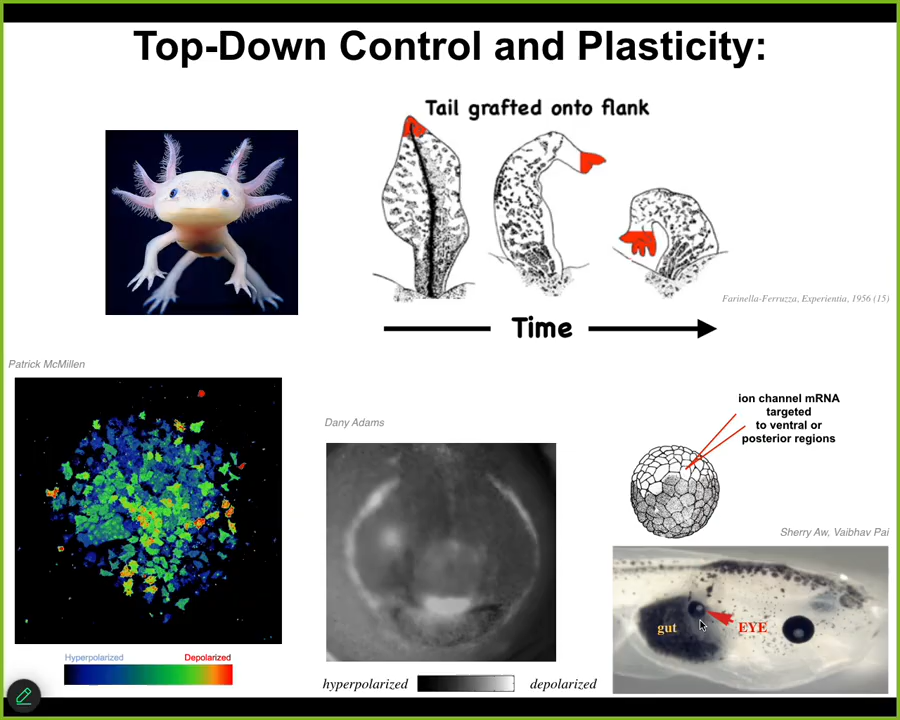 Top-Down Control and Plasticity:
Tail grafted onto flank
Farinella-Ferruzza, Experientia, 1956 (15)
Time
Patrick McMillen
Hyperpolarized Depolarized
Dany Adams
hyperpolarized depolarized
ion channel mRNA
targeted
to ventral or
posterior regions
Sherry Aw, Vaibhav Pai
gut EYE